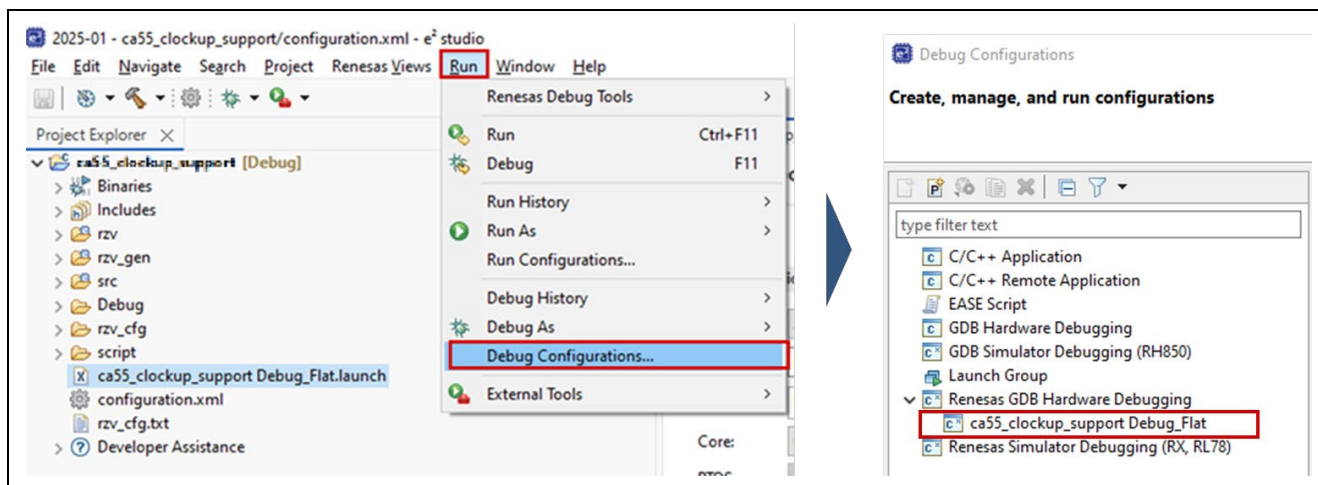 2025-01 - ca55_clockup_support/configuration.xml - e² studio
File Edit Navigate Search Project Renesas Views Run Window Help
Project Explorer
ca55_clockup_support [Debug]
Binaries
Includes
rzv
rzv_gen
src
Debug
rzv_cfg
script
ca55_clockup_support Debug_Flat.launch
configuration.xml
rzv_cfg.txt
Developer Assistance
Renesas Debug Tools
Run Ctrl+F11
Debug F11
Run History
Run As
Run Configurations...
Debug History
Debug As
Debug Configurations...
External Tools
Core:
Debug Configurations
Create, manage, and run configurations
type filter text
C/C++ Application
C/C++ Remote Application
EASE Script
GDB Hardware Debugging
GDB Simulator Debugging (RH850)
Launch Group
Renesas GDB Hardware Debugging
ca55_clockup_support Debug_Flat
Renesas Simulator Debugging (RX, RL78)